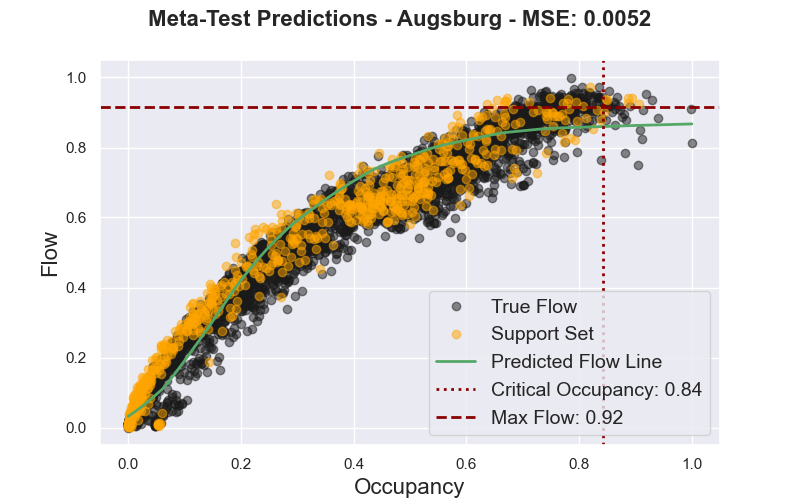 Meta-Test Predictions - Augsburg - MSE: 0.0052
1.0
0.8
0.6
0.4
0.2
0.0
Flow
True Flow
Support Set
Predicted Flow Line
Critical Occupancy: 0.84
Max Flow: 0.92
0.0 0.2 0.4 0.6 0.8 1.0
Occupancy